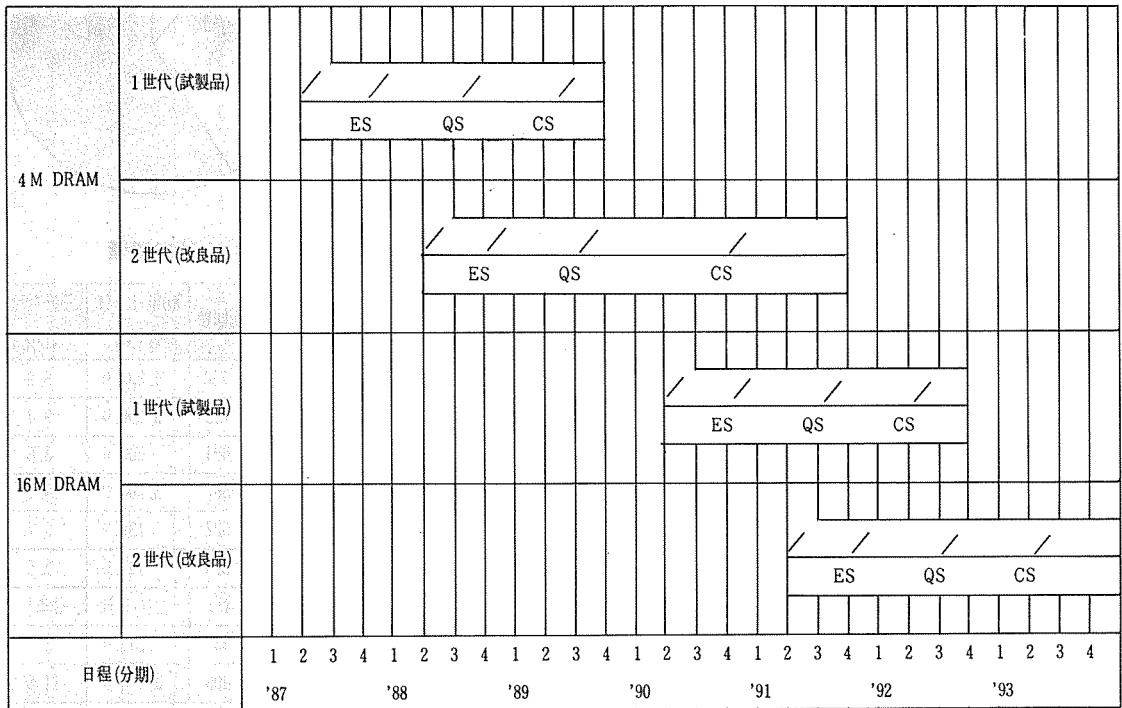 4M DRAM
1世代(試製品)
ES QS CS
2世代(改良品)
ES QS CS
16M DRAM
1世代(試製品)
ES QS CS
2世代(改良品)
ES QS CS
日程(分期)
1 2 3 4 1 2 3 4 1 2 3 4 1 2 3 4 1 2 3 4 1 2 3 4 1 2 3 4
'87 '88 '89 '90 '91 '92 '93